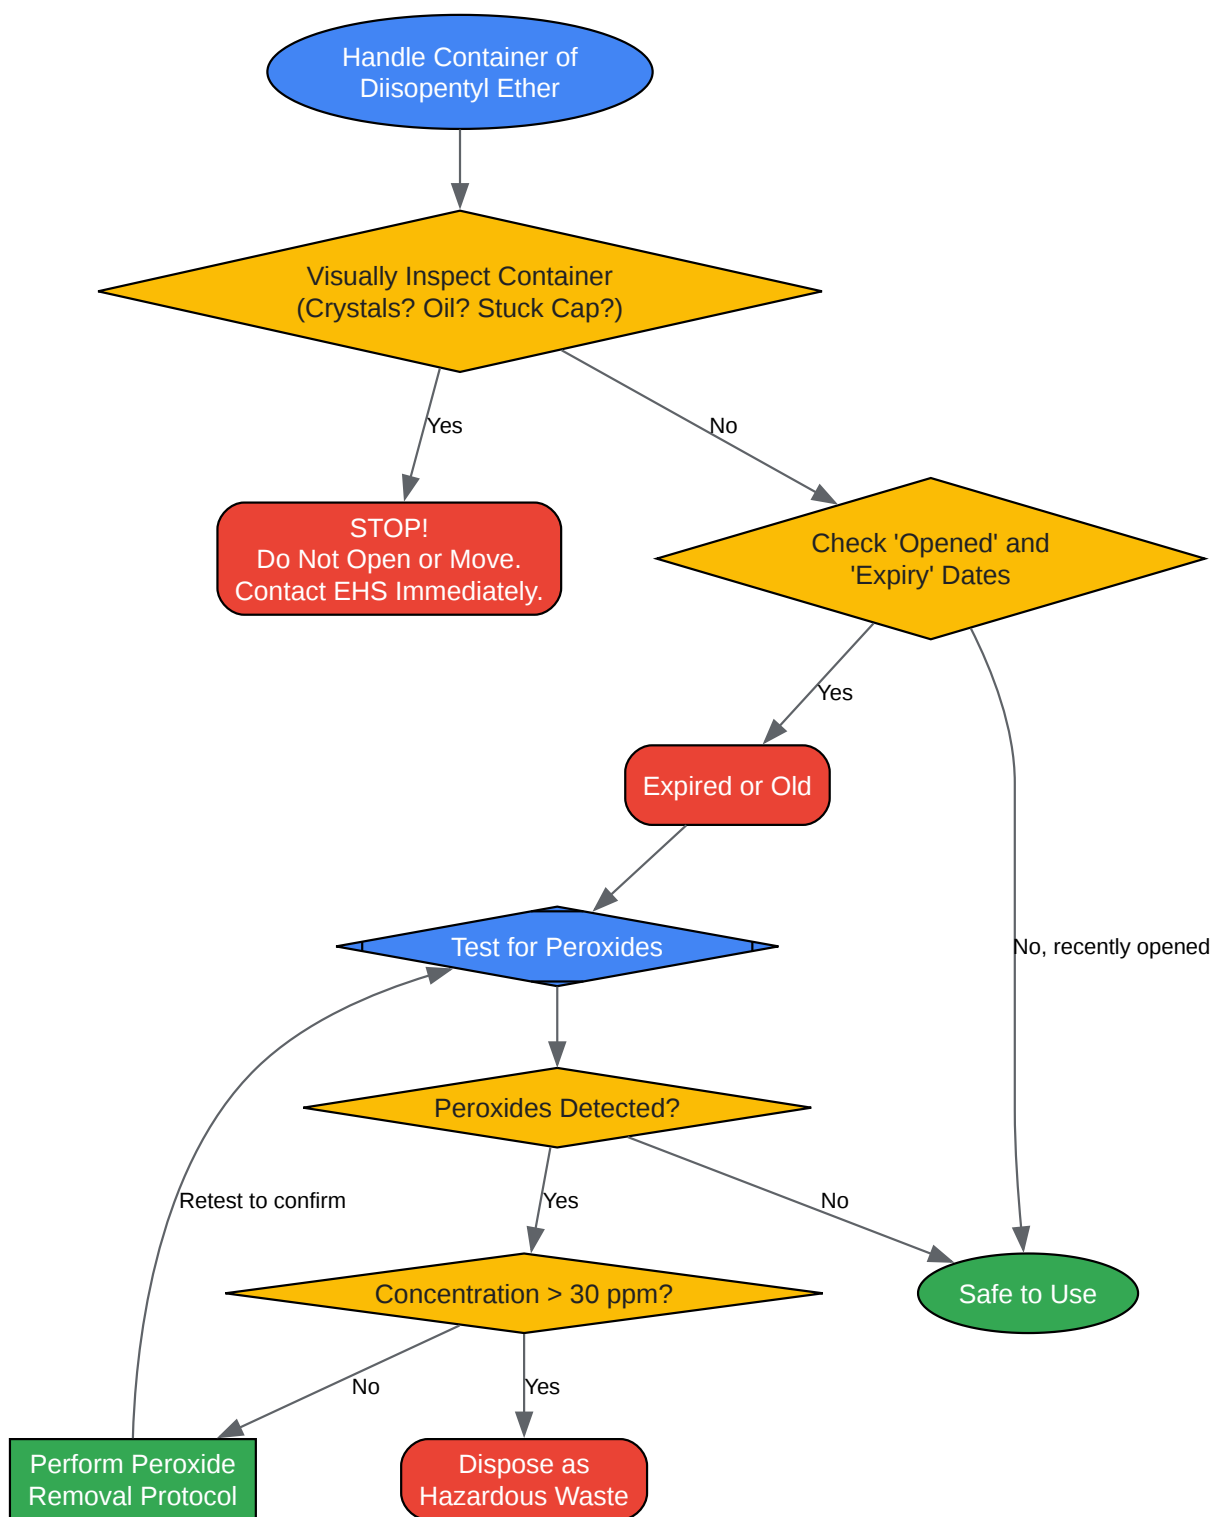 Handle Container of
Diisopentyl Ether
Visually Inspect Container
(Crystals? Oil? Stuck Cap?)
Yes
No
STOP!
Do Not Open or Move.
Contact EHS Immediately.
Check 'Opened' and
'Expiry' Dates
Yes
Expired or Old
Test for Peroxides
No, recently opened
Peroxides Detected?
Retest to confirm
Yes
No
Concentration > 30 ppm?
Safe to Use
No
Yes
Perform Peroxide
Removal Protocol
Dispose as
Hazardous Waste